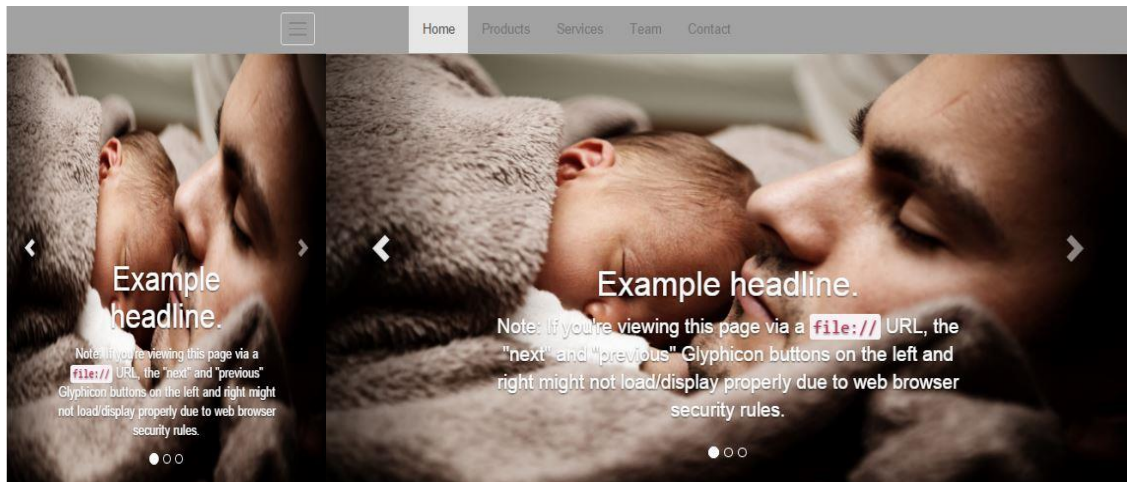 Home Products Services Team Contact
Example
headline.
Note: If you're viewing this page via a
file:// URL, the "next" and "previous"
Glyphicon buttons on the left and right might
not load/display properly due to web browser
security rules.
Example headline.
Note: If you're viewing this page via a file:// URL, the
"next" and "previous" Glyphicon buttons on the left and
right might not load/display properly due to web browser
security rules.